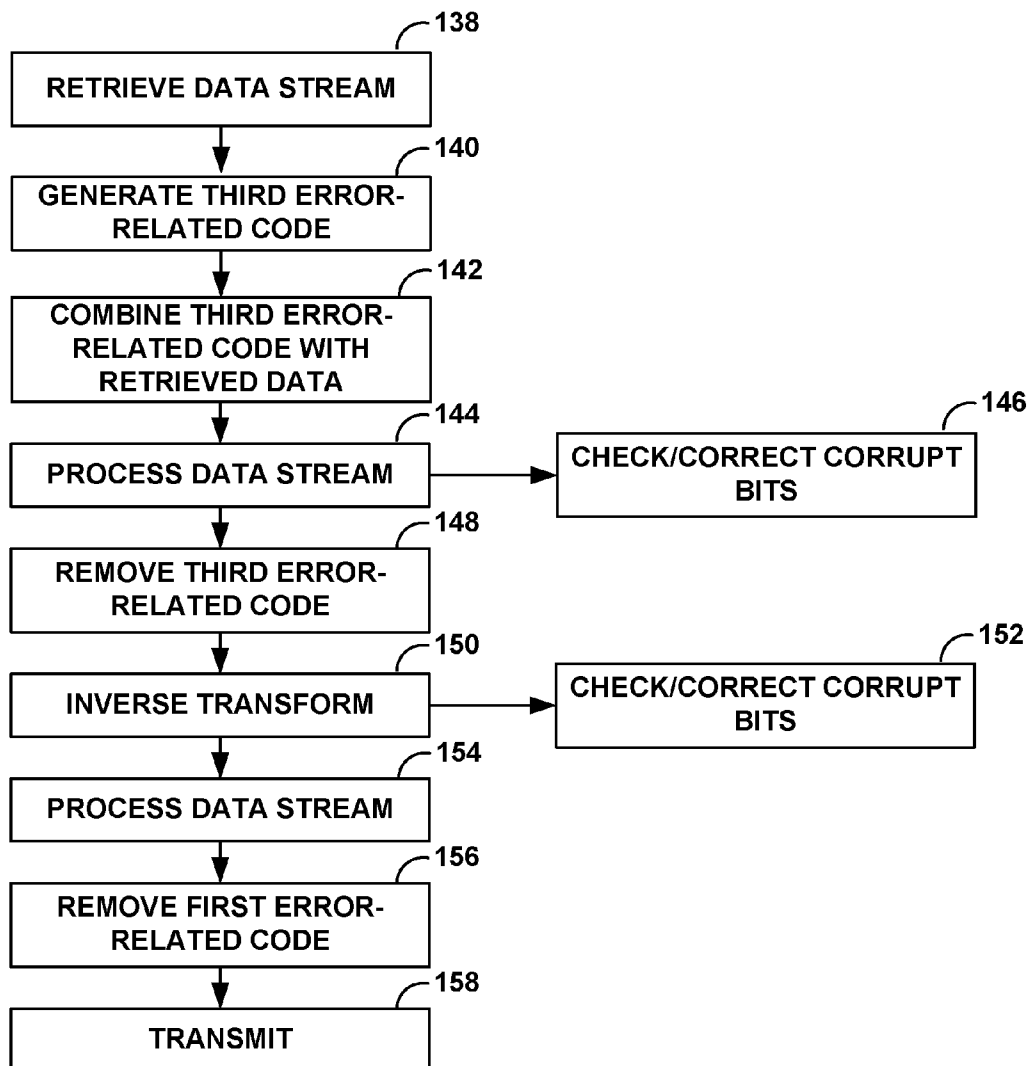 138
RETRIEVE DATA STREAM
140
GENERATE THIRD ERROR-
RELATED CODE
142
COMBINE THIRD ERROR-
RELATED CODE WITH
RETRIEVED DATA
144
PROCESS DATA STREAM
146
CHECK/CORRECT CORRUPT
BITS
148
REMOVE THIRD ERROR-
RELATED CODE
150
INVERSE TRANSFORM
152
CHECK/CORRECT CORRUPT
BITS
154
PROCESS DATA STREAM
156
REMOVE FIRST ERROR-
RELATED CODE
158
TRANSMIT